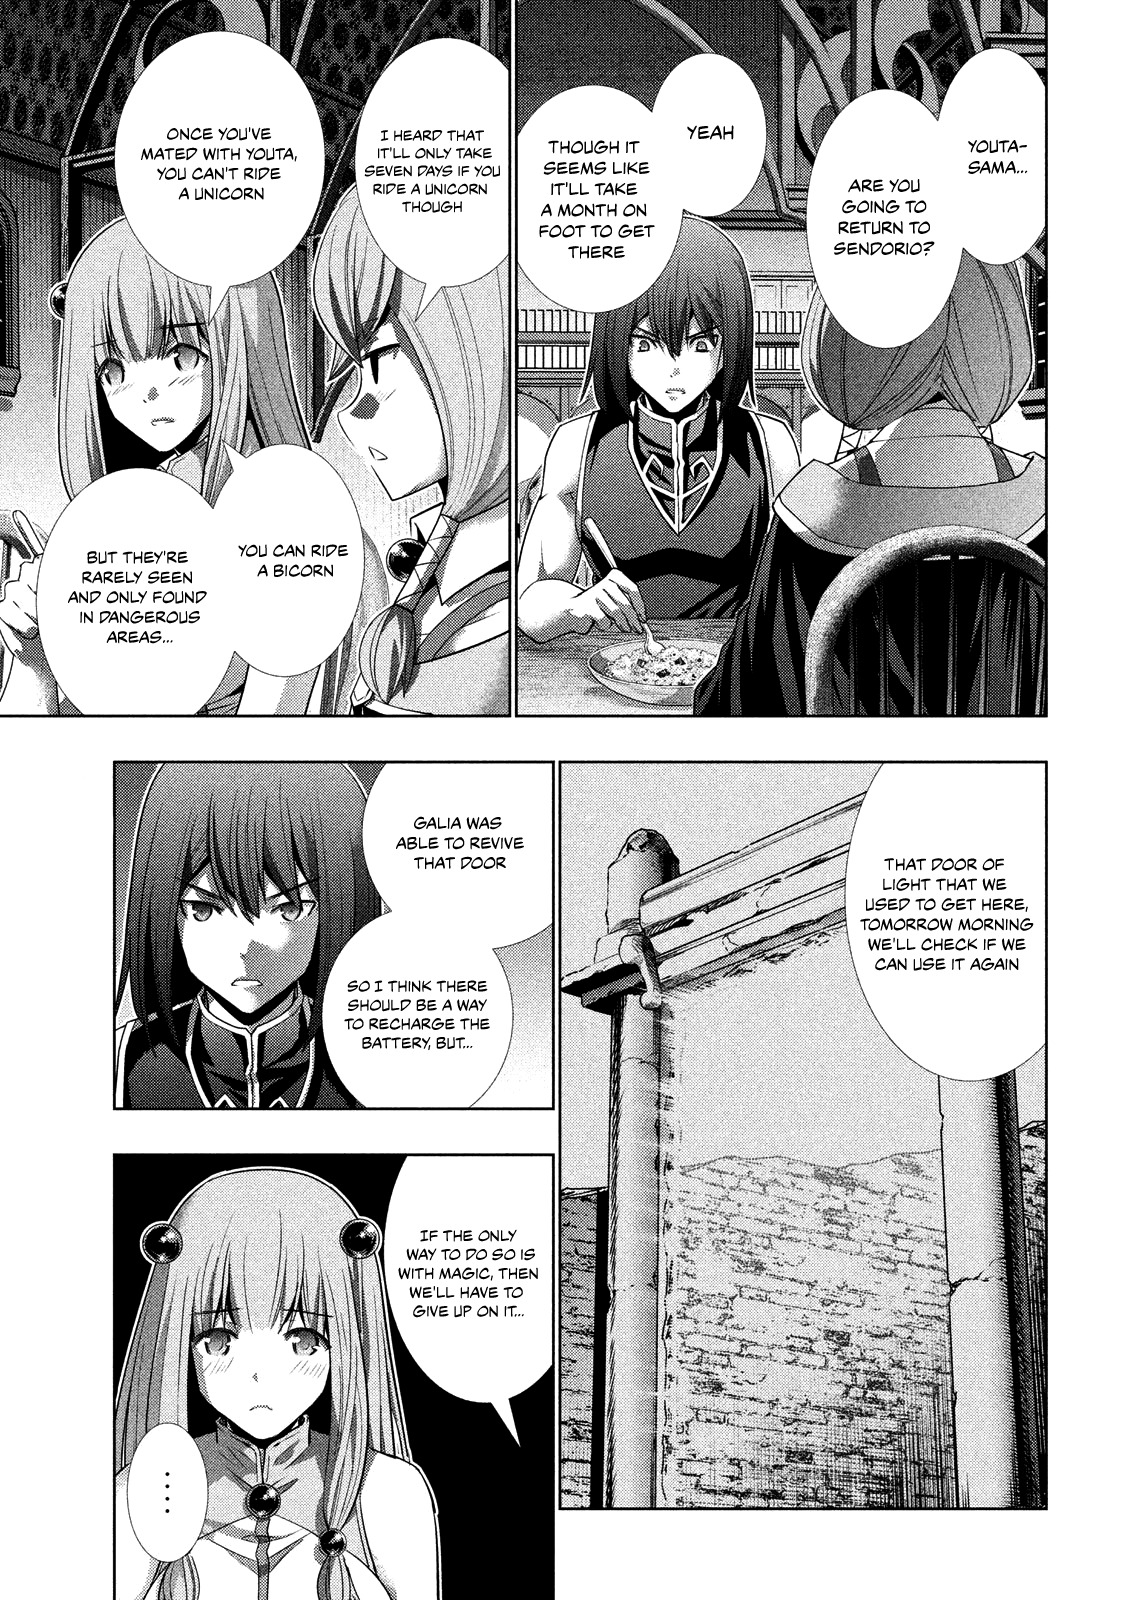 YOUTA-
SAMA...
ARE YOU
GOING TO
RETURN TO
SENDORIO?
YEAH
THOUGH IT
SEEMS LIKE
IT'LL TAKE
A MONTH ON
FOOT TO GET
THERE
I HEARD THAT
IT'LL ONLY TAKE
SEVEN DAYS IF YOU
RIDE A UNICORN
THOUGH
ONCE YOU'VE
MATED WITH YOUTA,
YOU CAN'T RIDE
A UNICORN
YOU CAN RIDE
A BICORN
BUT THEY'RE
RARELY SEEN
AND ONLY FOUND
IN DANGEROUS
AREAS...
THAT DOOR OF
LIGHT THAT WE
USED TO GET HERE,
TOMORROW MORNING
WE'LL CHECK IF WE
CAN USE IT AGAIN
GALIA WAS
ABLE TO REVIVE
THAT DOOR
SO I THINK THERE
SHOULD BE A WAY
TO RECHARGE THE
BATTERY, BUT...
IF THE ONLY
WAY TO DO SO IS
WITH MAGIC, THEN
WE'LL HAVE TO
GIVE UP ON IT...
....